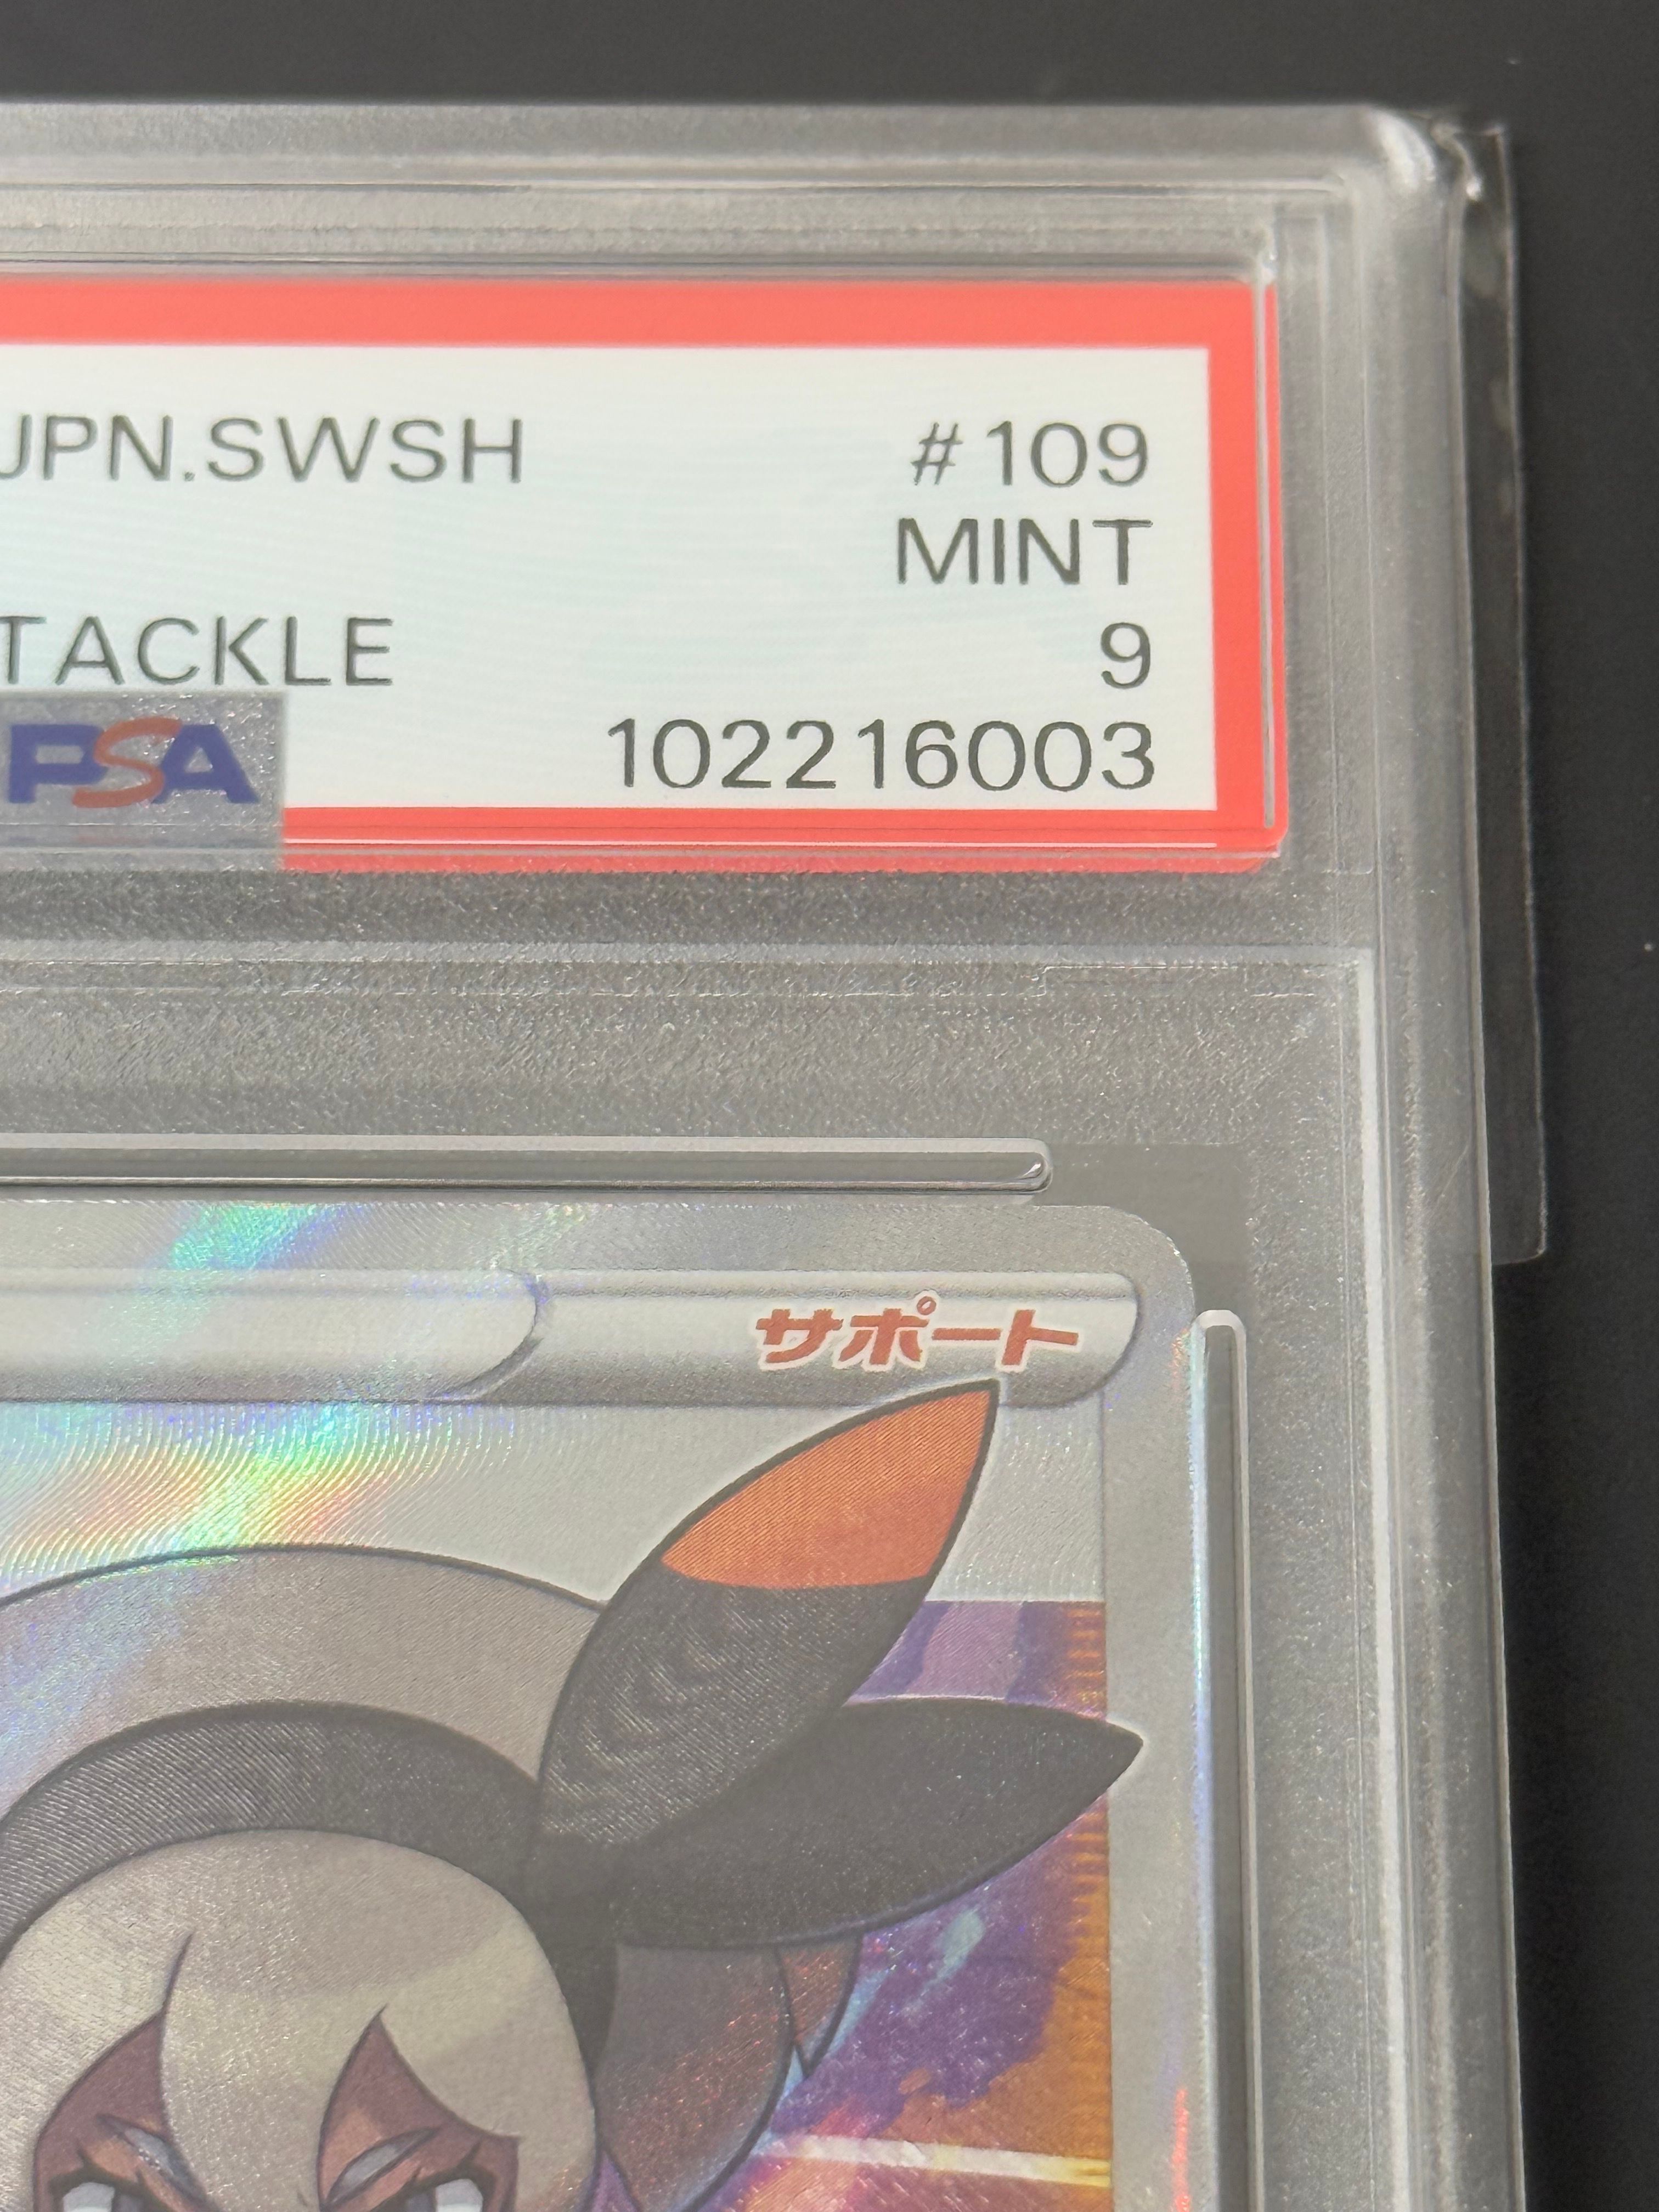 JPN.SWSH #109
MINT
TACKLE 9
PSA 102216003
サポート